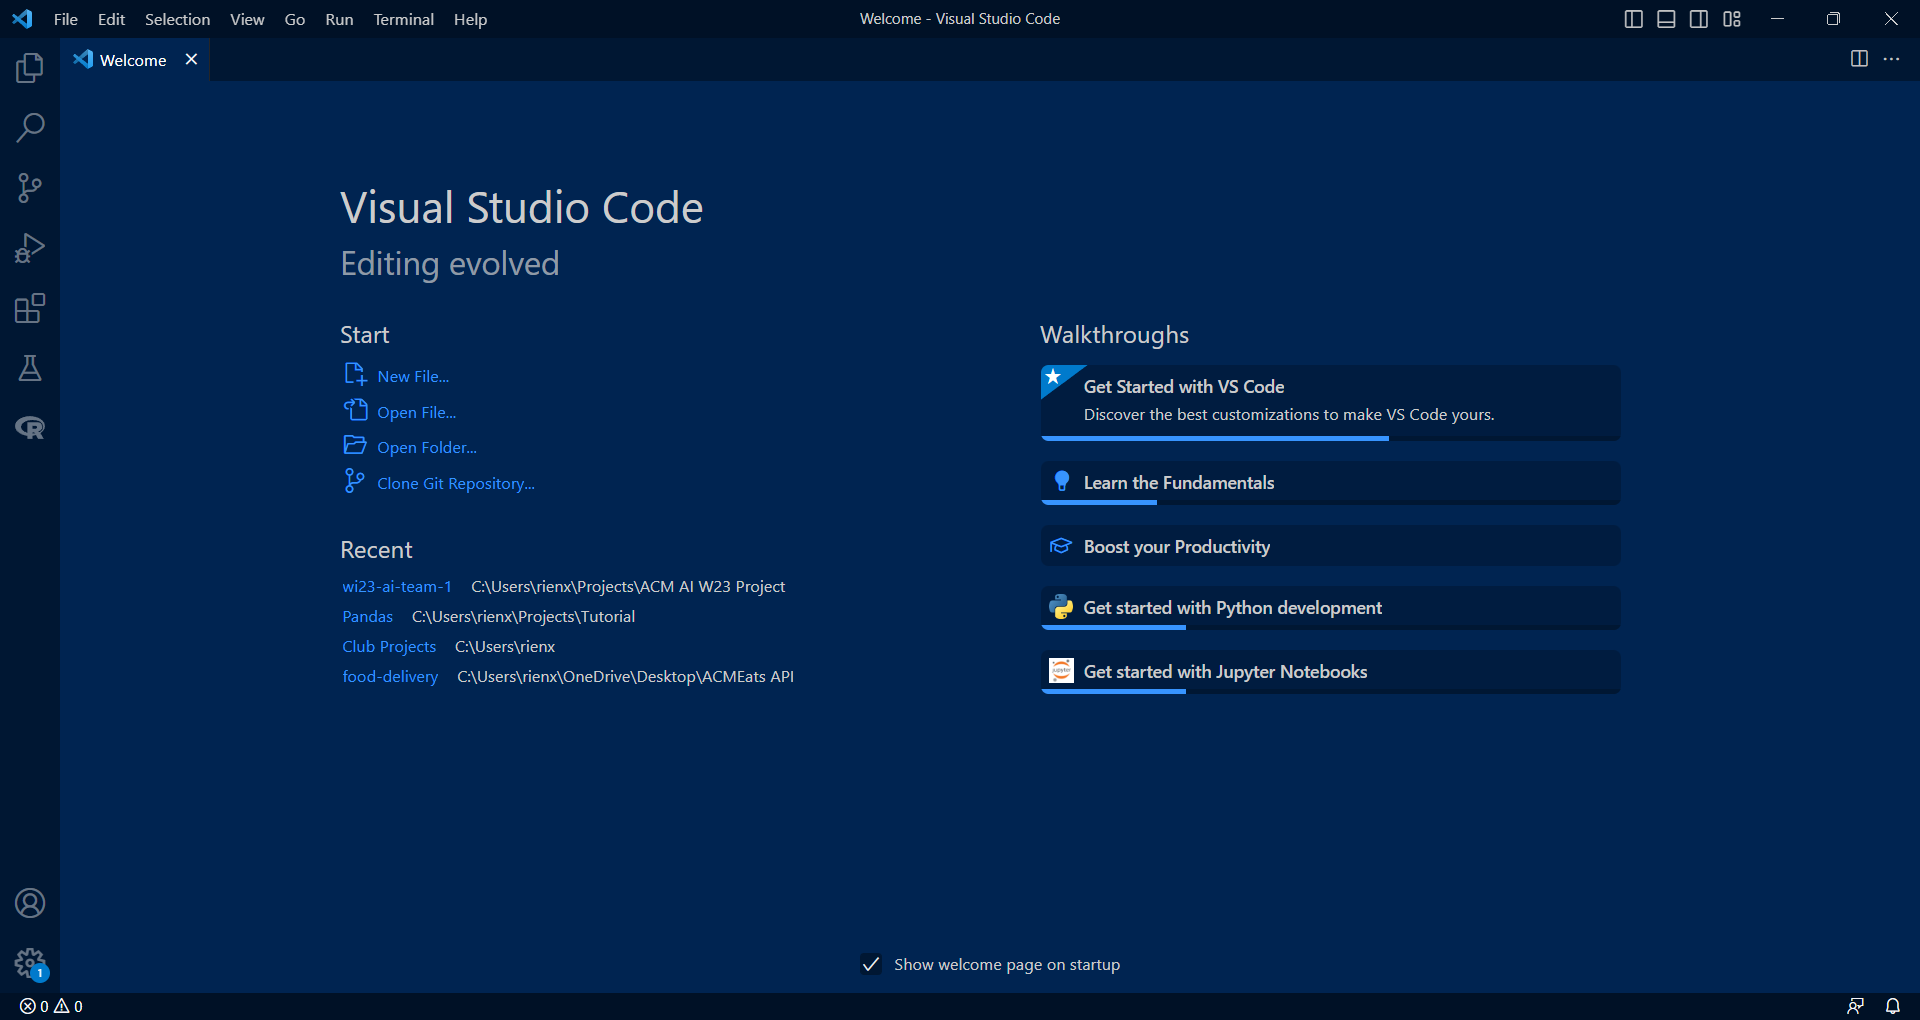 File Edit Selection View Go Run Terminal Help
Welcome - Visual Studio Code
Welcome
Visual Studio Code
Editing evolved
Start
New File...
Open File...
Open Folder...
Clone Git Repository...
Recent
wi23-ai-team-1 C:\Users\rienx\Projects\ACM AI W23 Project
Pandas C:\Users\rienx\Projects\Tutorial
Club Projects C:\Users\rienx
food-delivery C:\Users\rienx\OneDrive\Desktop\ACMEats API
Walkthroughs
Get Started with VS Code
Discover the best customizations to make VS Code yours.
Learn the Fundamentals
Boost your Productivity
Get started with Python development
jupyter
Get started with Jupyter Notebooks
R
Show welcome page on startup
1
0 0